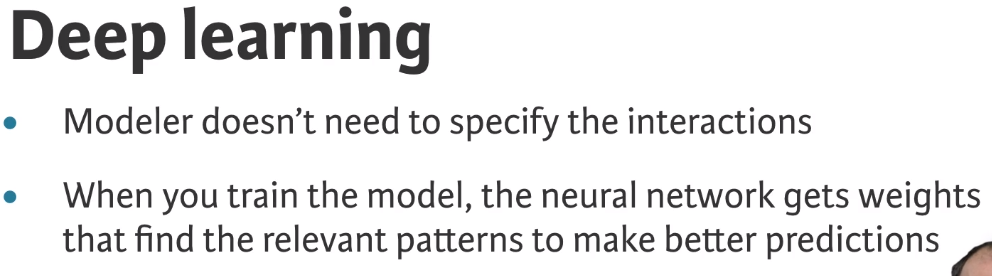 Deep learning
• Modeler doesn’t need to specify the interactions
• When you train the model, the neural network gets weights
that find the relevant patterns to make better predictions